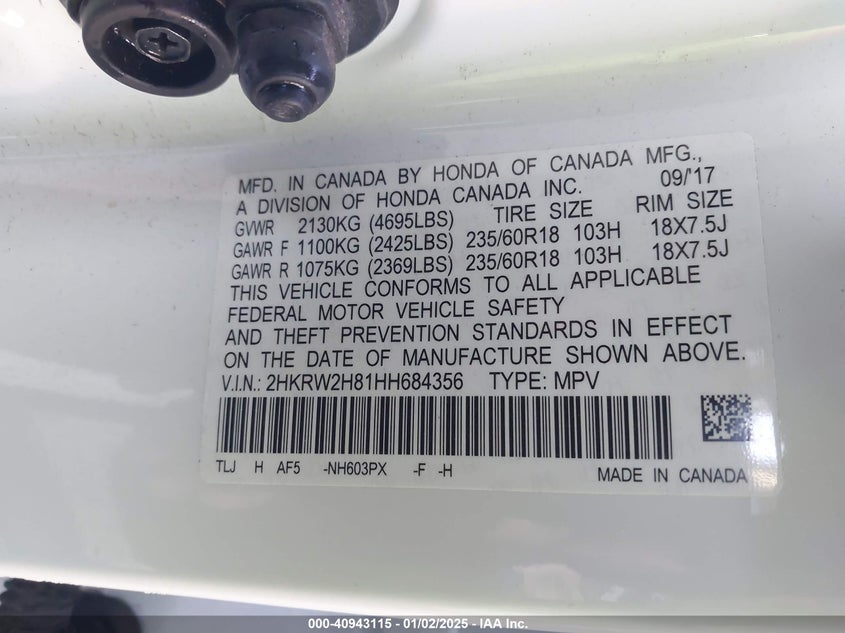 MFD. IN CANADA BY HONDA OF CANADA MFG.,
A DIVISION OF HONDA CANADA INC. 09/'17
GVWR 2130KG (4695LBS) TIRE SIZE RIM SIZE
GAWR F 1100KG (2425LBS) 235/60R18 103H 18X7.5J
GAWR R 1075KG (2369LBS) 235/60R18 103H 18X7.5J
THIS VEHICLE CONFORMS TO ALL APPLICABLE
FEDERAL MOTOR VEHICLE SAFETY
AND THEFT PREVENTION STANDARDS IN EFFECT
ON THE DATE OF MANUFACTURE SHOWN ABOVE.
V.I.N.: 2HKRW2H81HH684356 TYPE: MPV
TLJ H AF5 -NH603PX -F -H MADE IN CANADA
000-40943115 - 01/02/2025 - IAA Inc.